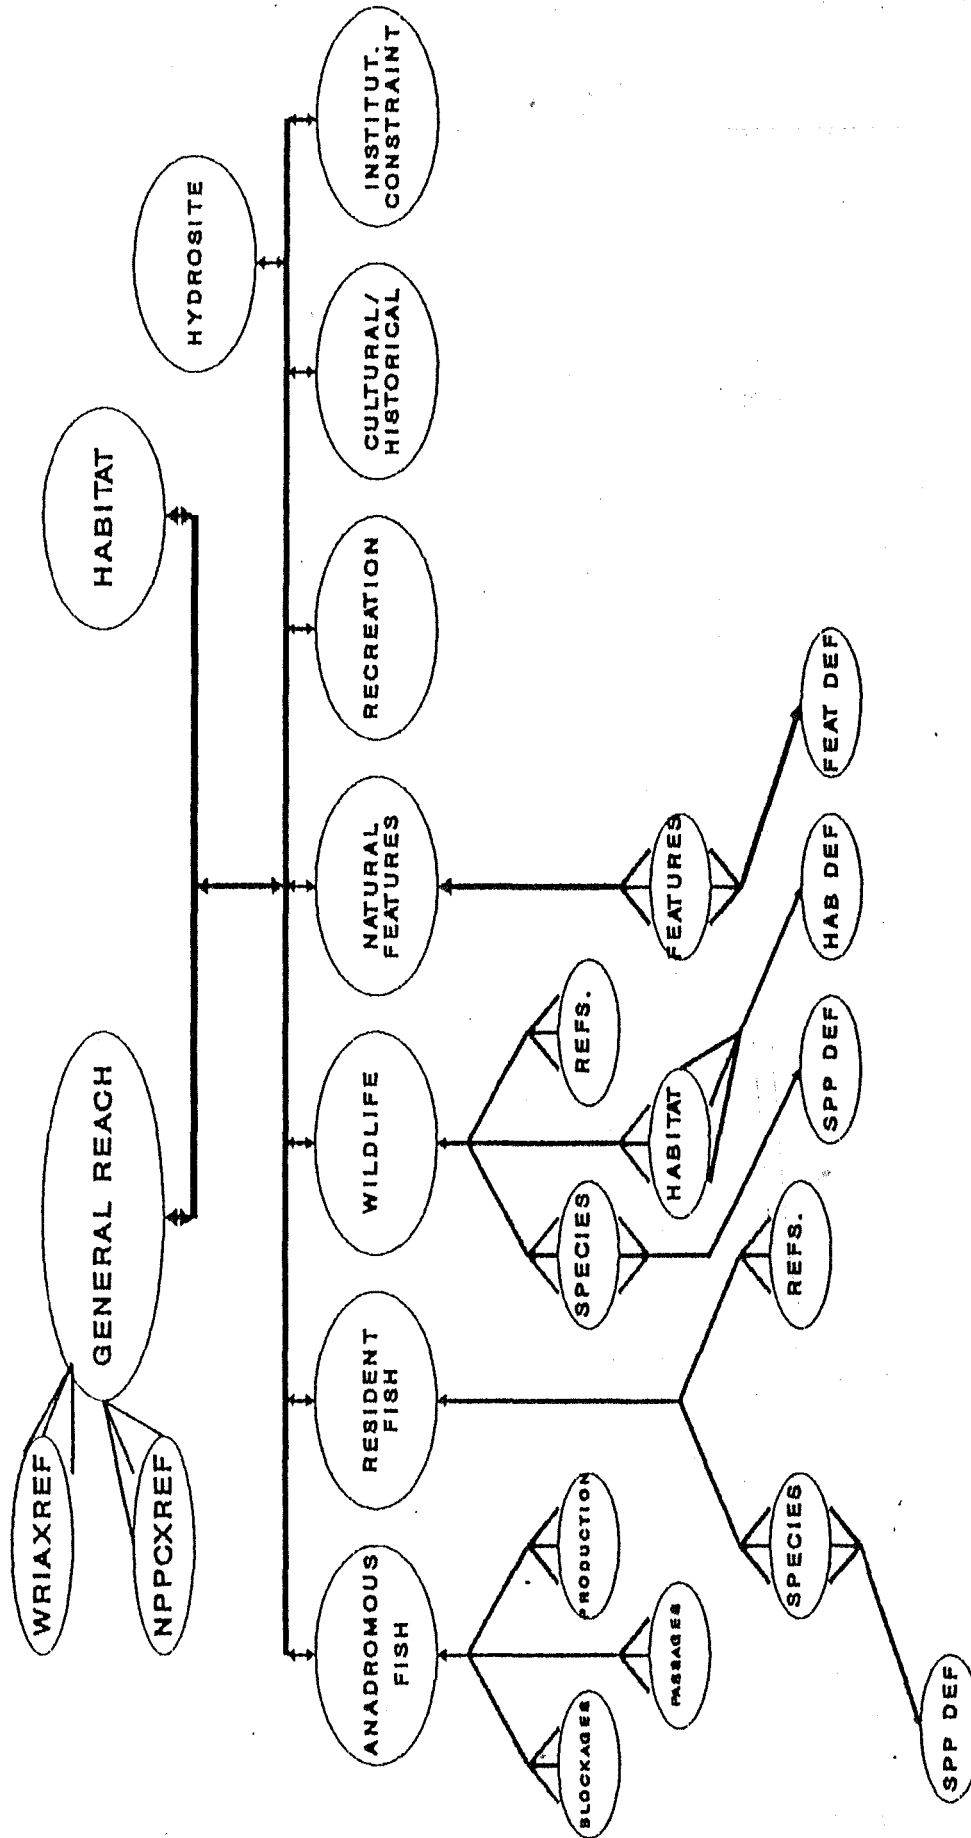 WRIAXREF
NPPCXREF
GENERAL REACH
HABITAT
HYDROSITE
ANADROMOUS
FISH
RESIDENT
FISH
WILDLIFE
NATURAL
FEATURES
RECREATION
CULTURAL/
HISTORICAL
INSTITUT.
CONSTRAINT
BLOCKAGES
PASSAGES
PRODUCTION
SPECIES
REFS.
SPECIES
HABITAT
REFS.
FEATURES
SPP DEF
SPP DEF
HAB DEF
FEAT DEF